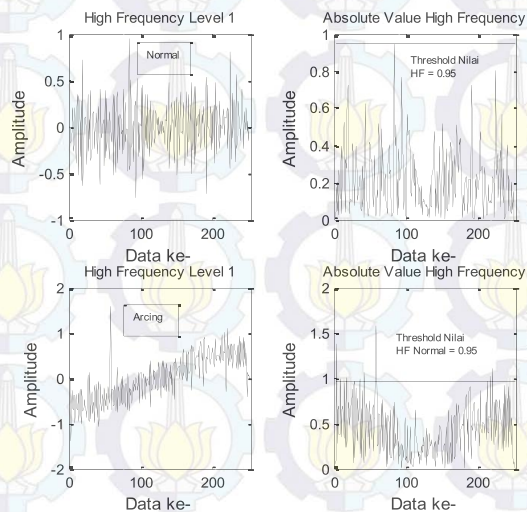 High Frequency Level 1
Absolute Value High Frequency
Amplitude
1
0.5
0
-0.5
-1
Normal
0
100
200
Data ke-
Amplitude
1
0.8
0.6
0.4
0.2
0
Threshold Nilai
HF = 0.95
0
100
200
Data ke-
High Frequency Level 1
Absolute Value High Frequency
Amplitude
2
1
0
-1
-2
Arcing
0
100
200
Data ke-
Amplitude
2
1.5
1
0.5
0
Threshold Nilai
HF Normal = 0.95
0
100
200
Data ke-